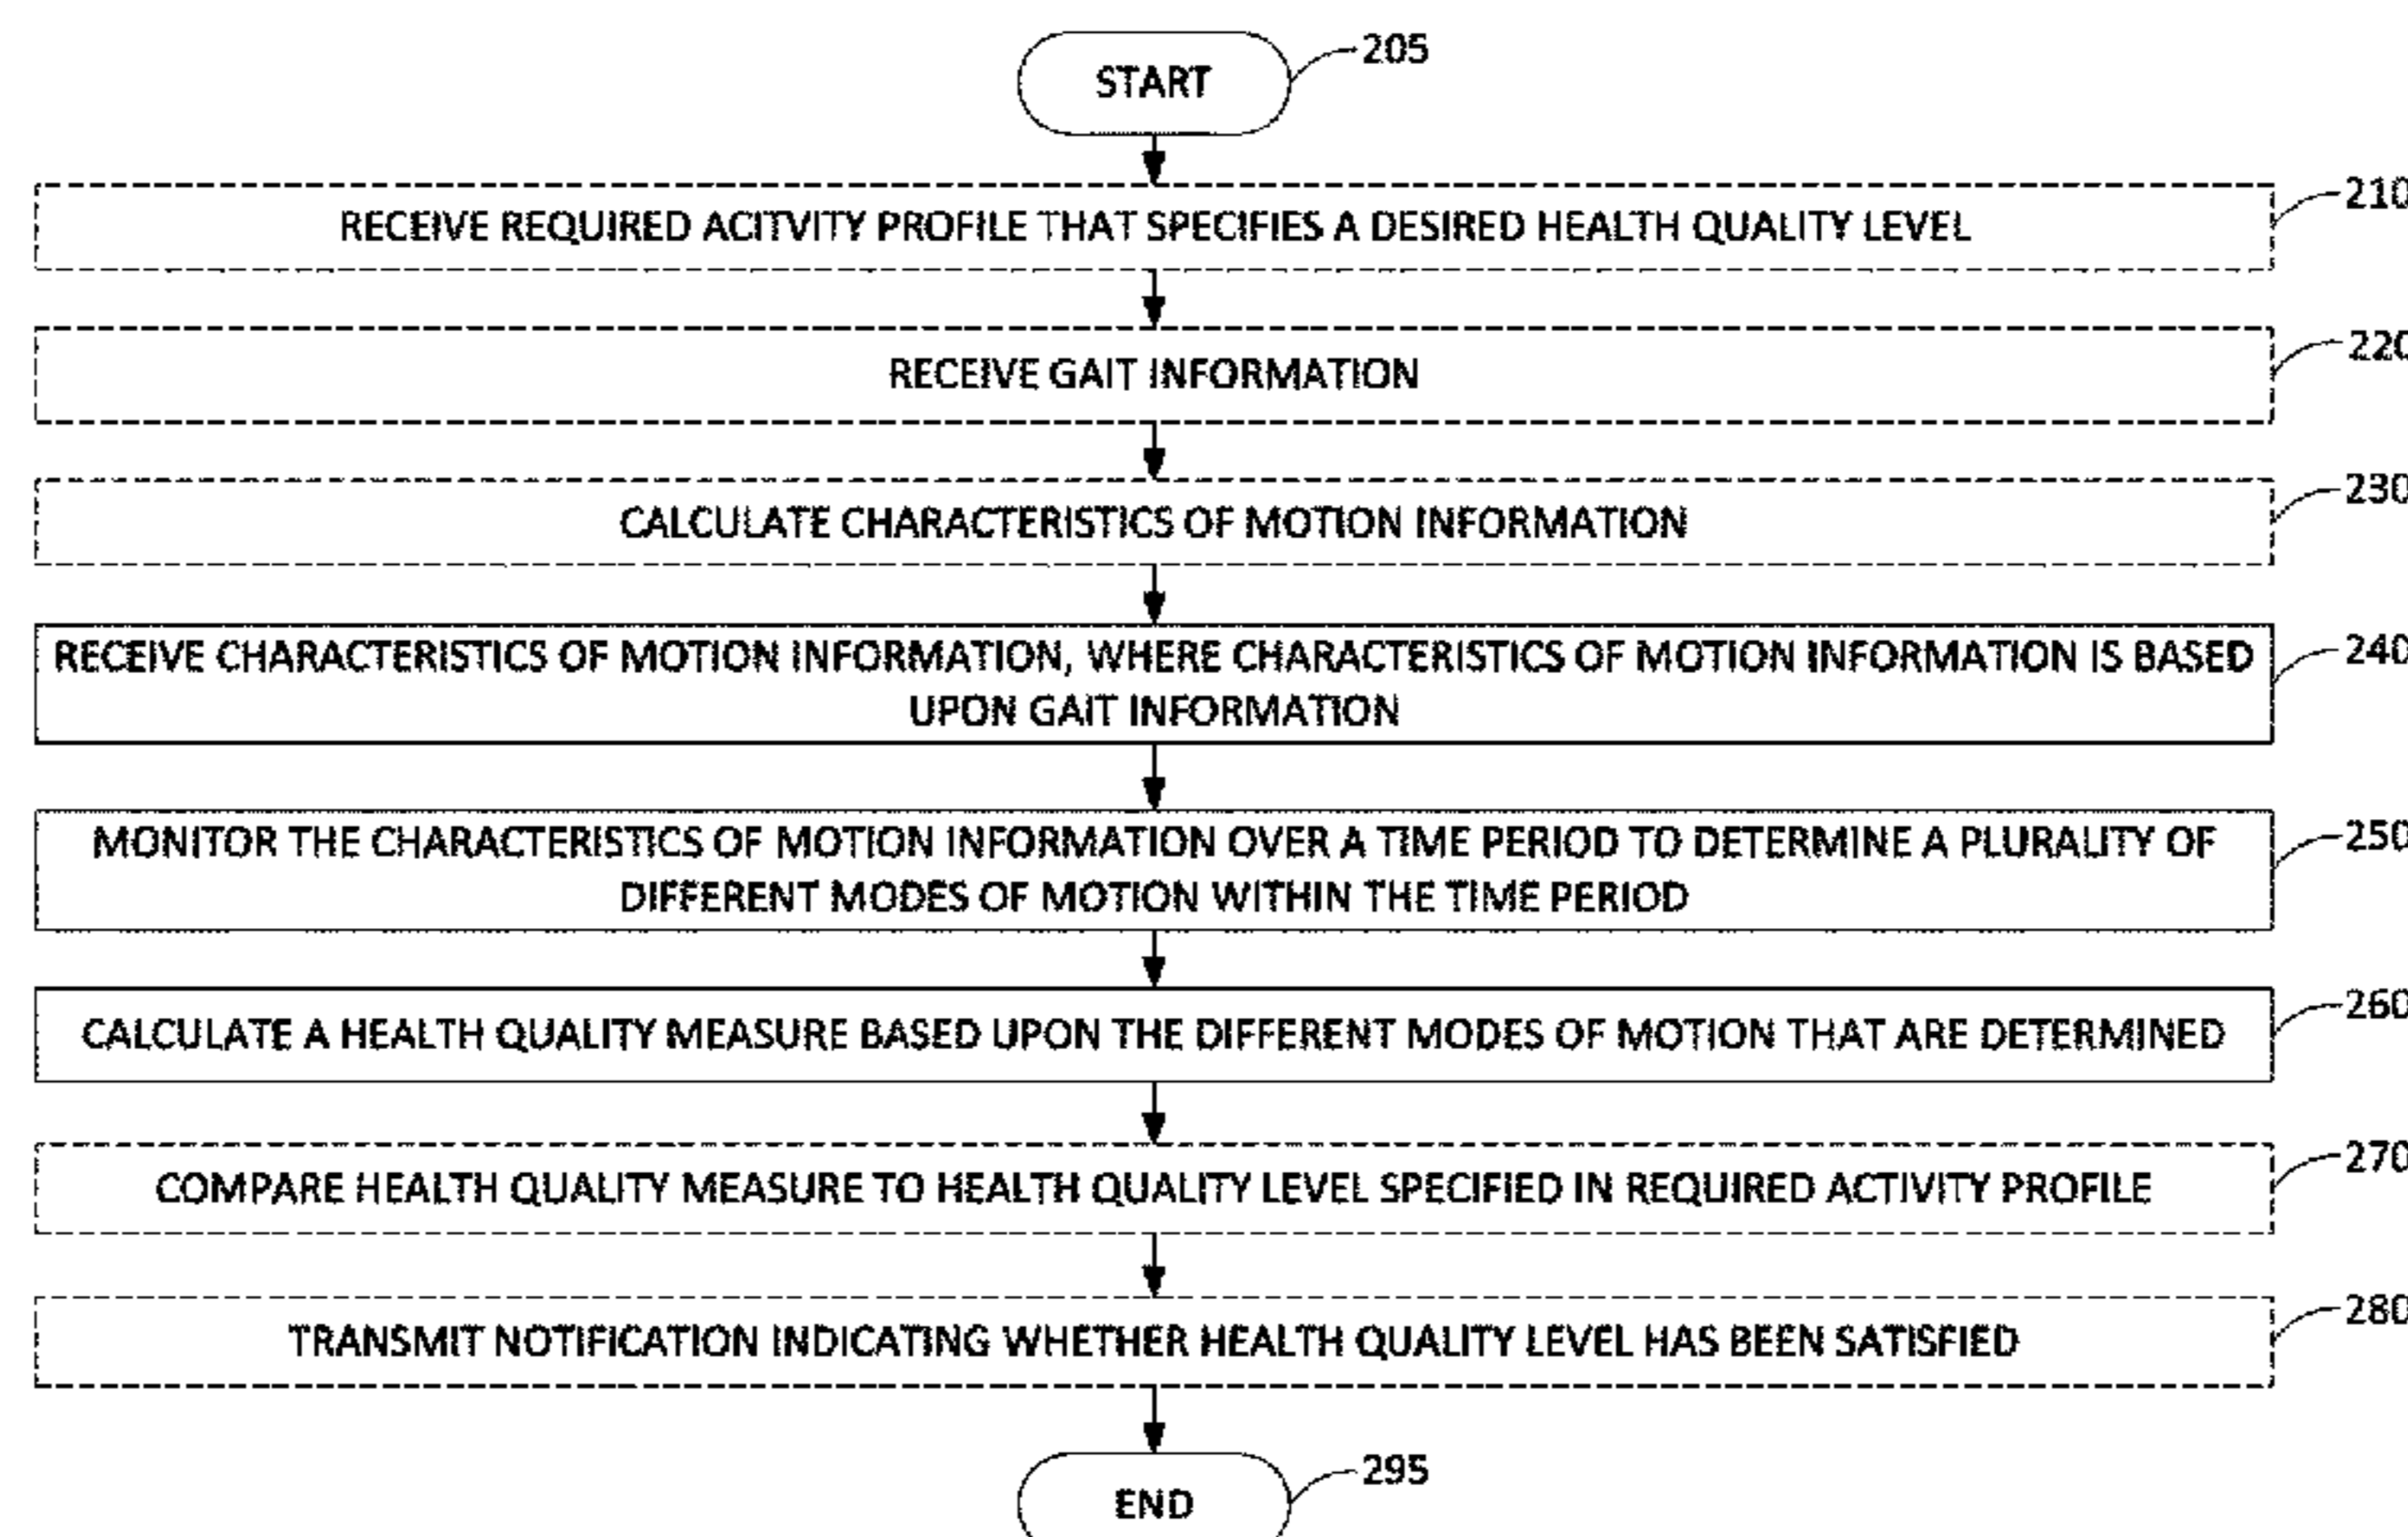 START
205
RECEIVE REQUIRED ACITVITY PROFILE THAT SPECIFIES A DESIRED HEALTH QUALITY LEVEL
210
RECEIVE GAIT INFORMATION
220
CALCULATE CHARACTERISTICS OF MOTION INFORMATION
230
RECEIVE CHARACTERISTICS OF MOTION INFORMATION, WHERE CHARACTERISTICS OF MOTION INFORMATION IS BASED
UPON GAIT INFORMATION
240
MONITOR THE CHARACTERISTICS OF MOTION INFORMATION OVER A TIME PERIOD TO DETERMINE A PLURALITY OF
DIFFERENT MODES OF MOTION WITHIN THE TIME PERIOD
250
CALCULATE A HEALTH QUALITY MEASURE BASED UPON THE DIFFERENT MODES OF MOTION THAT ARE DETERMINED
260
COMPARE HEALTH QUALITY MEASURE TO HEALTH QUALITY LEVEL SPECIFIED IN REQUIRED ACTIVITY PROFILE
270
TRANSMIT NOTIFICATION INDICATING WHETHER HEALTH QUALITY LEVEL HAS BEEN SATISFIED
280
END
295